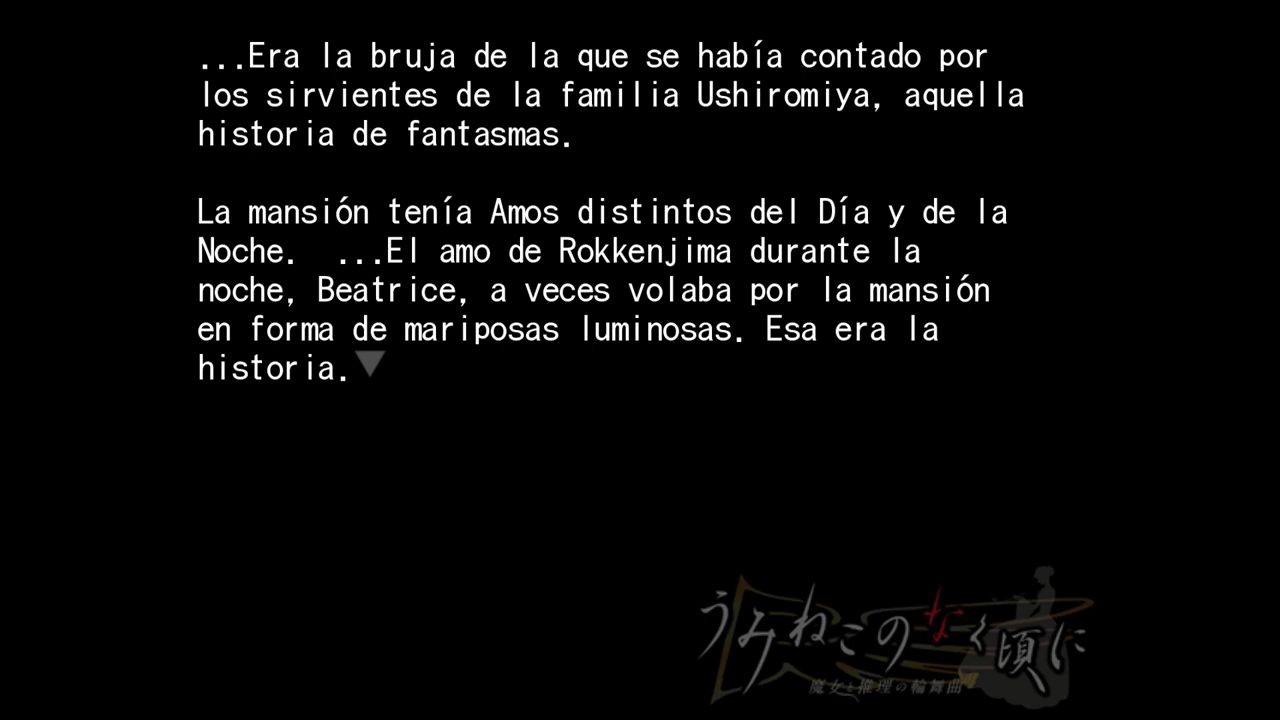 ...Era la bruja de la que se había contado por
los sirvientes de la familia Ushiromiya, aquella
historia de fantasmas.
La mansión tenía Amos distintos del Día y de la
Noche.  ...El amo de Rokkenjima durante la
noche, Beatrice, a veces volaba por la mansión
en forma de mariposas luminosas. Esa era la
historia.
うみねこのなく頃に
魔女と推理の輪舞曲